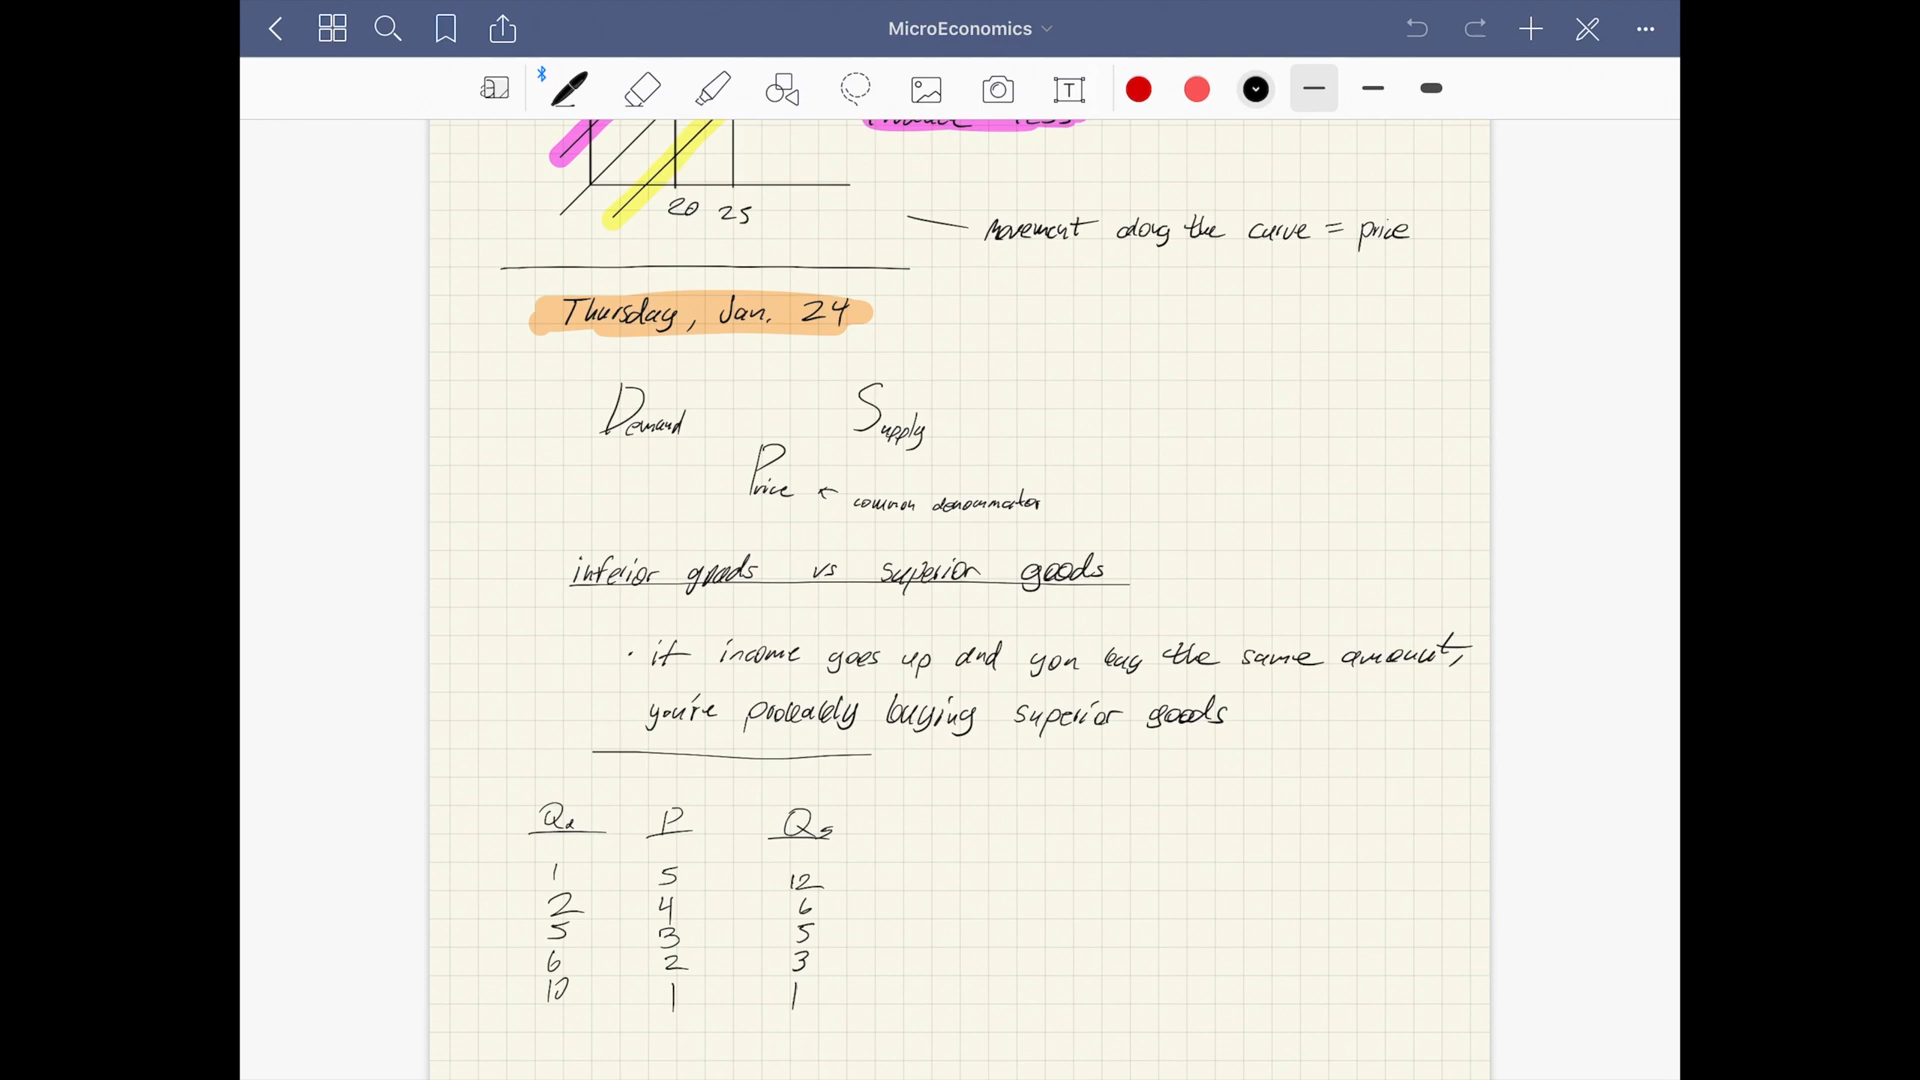 MicroEconomics
T
20 25
movement along the curve = price
Thursday, Jan. 24
Demand Supply
Price ← common denominator
inferior goods vs superior goods
· if income goes up and you buy the same amount,
you're probably buying superior goods
Qd P Qs
1 5 12
2 4 6
5 3 5
6 2 3
10 1 1